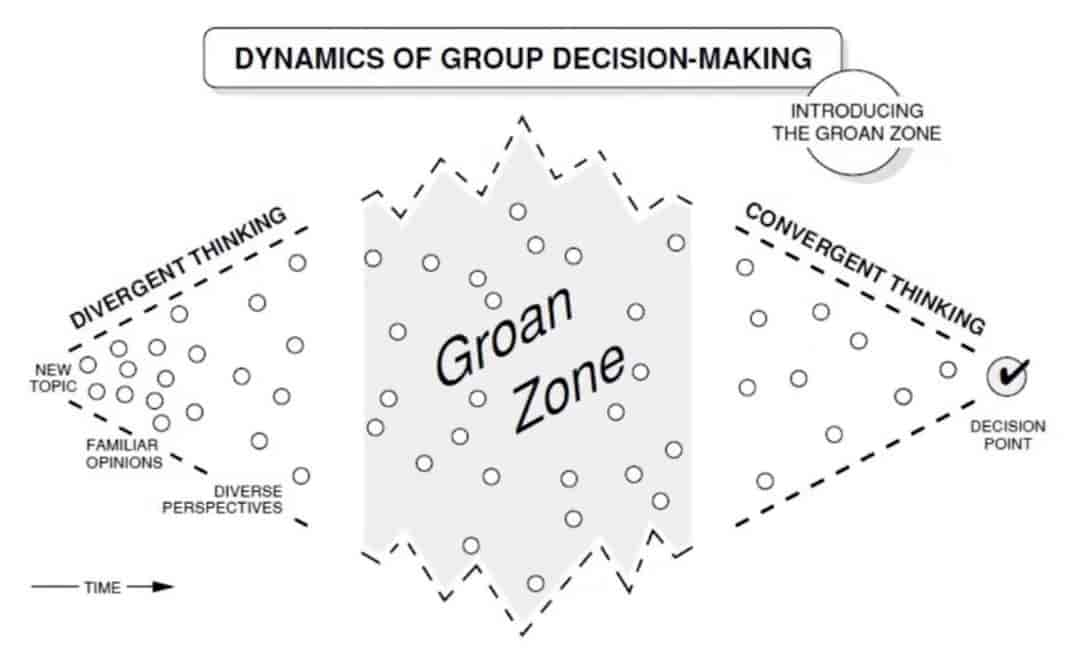 DYNAMICS OF GROUP DECISION-MAKING
INTRODUCING
THE GROAN ZONE
DIVERGENT THINKING
NEW
TOPIC
FAMILIAR
OPINIONS
DIVERSE
PERSPECTIVES
Groan
Zone
CONVERGENT THINKING
DECISION
POINT
TIME